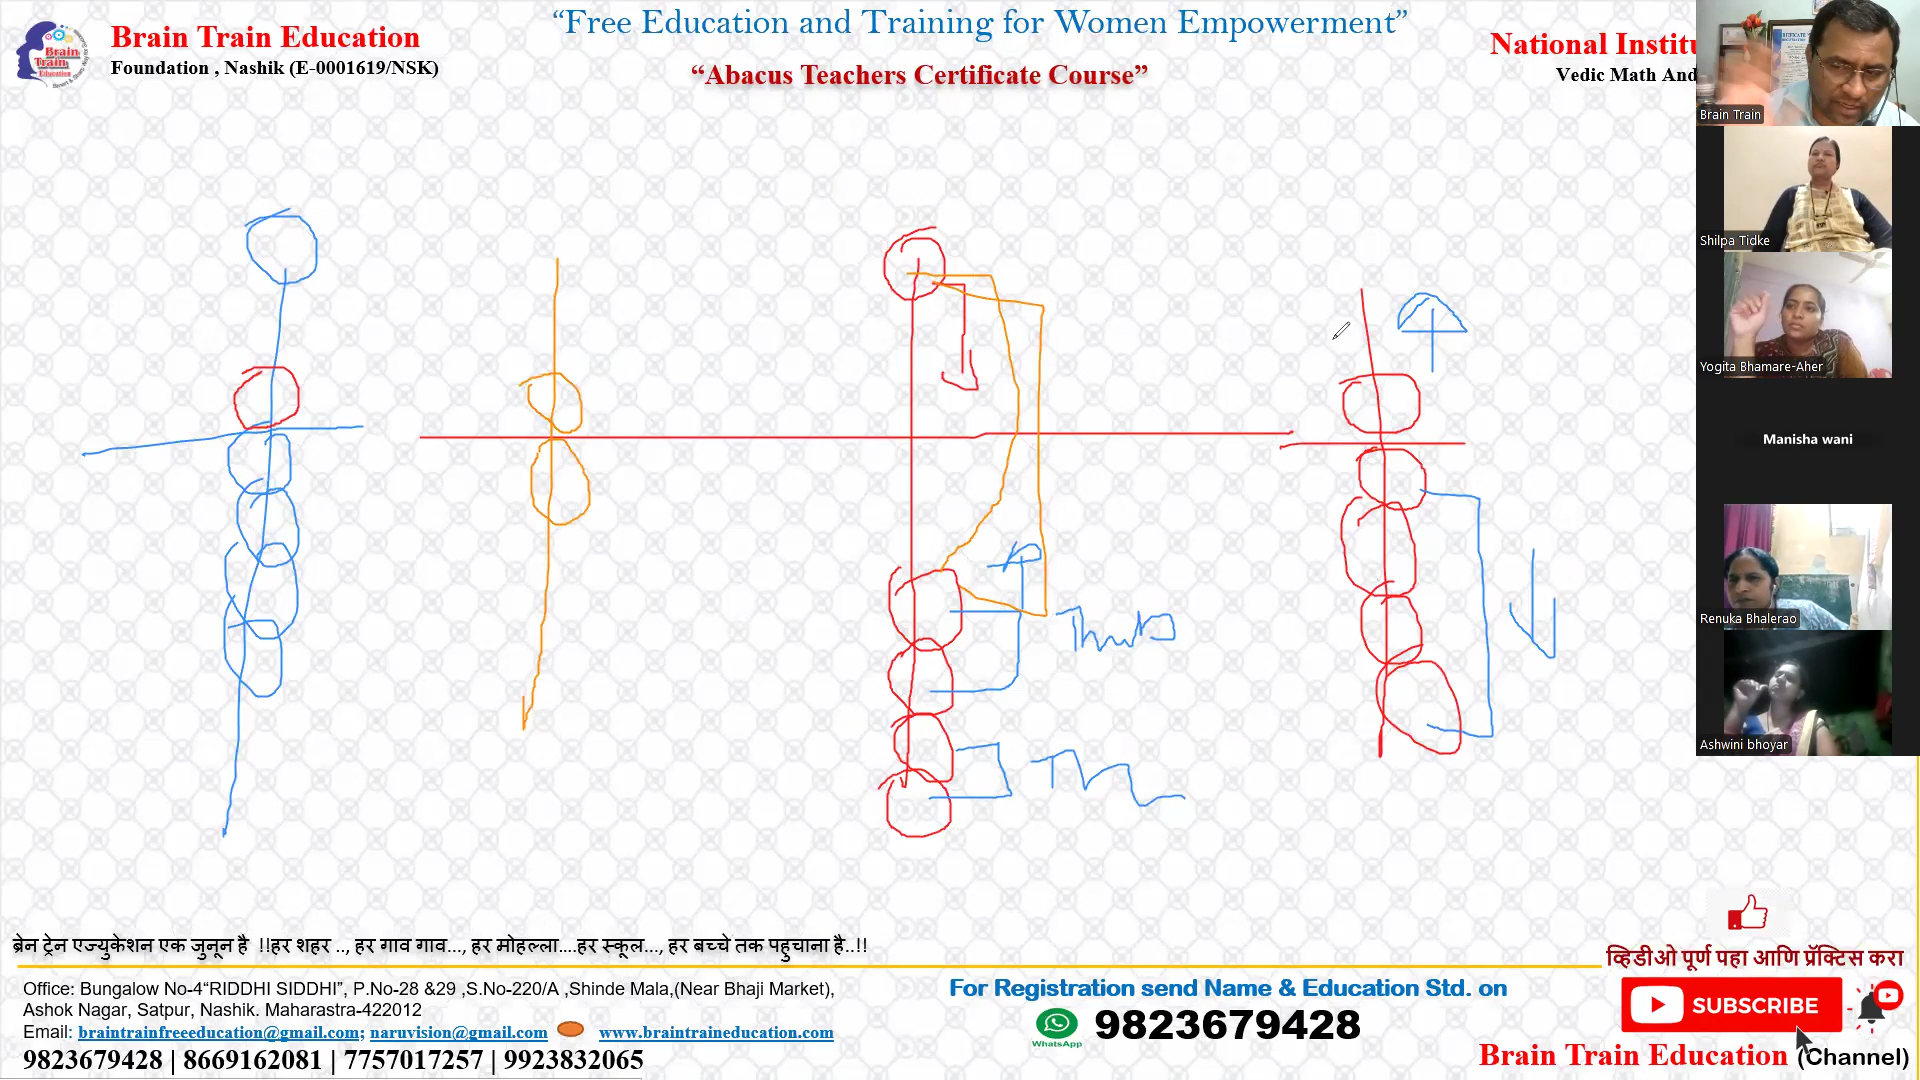 Brain Train Education
Foundation , Nashik (E-0001619/NSK)
Brain
Train
Education
“Free Education and Training for Women Empowerment”
“Abacus Teachers Certificate Course”
National Institu
Vedic Math And
Brain Train
Shilpa Tidke
Yogita Bhamare-Aher
Manisha wani
Renuka Bhalerao
Ashwini bhoyar
ब्रेन ट्रेन एज्युकेशन एक जुनून है !!हर शहर .., हर गाव गाव..., हर मोहल्ला....हर स्कूल..., हर बच्चे तक पहुचाना है..!!
Office: Bungalow No-4“RIDDHI SIDDHI”, P.No-28 &29 ,S.No-220/A ,Shinde Mala,(Near Bhaji Market),
Ashok Nagar, Satpur, Nashik. Maharastra-422012
Email: braintrainfreeeducation@gmail.com; naruvision@gmail.com www.braintraineducation.com
9823679428 | 8669162081 | 7757017257 | 9923832065
For Registration send Name & Education Std. on
WhatsApp
9823679428
व्हिडीओ पूर्ण पहा आणि प्रॅक्टिस करा
SUBSCRIBE
Brain Train Education (Channel)